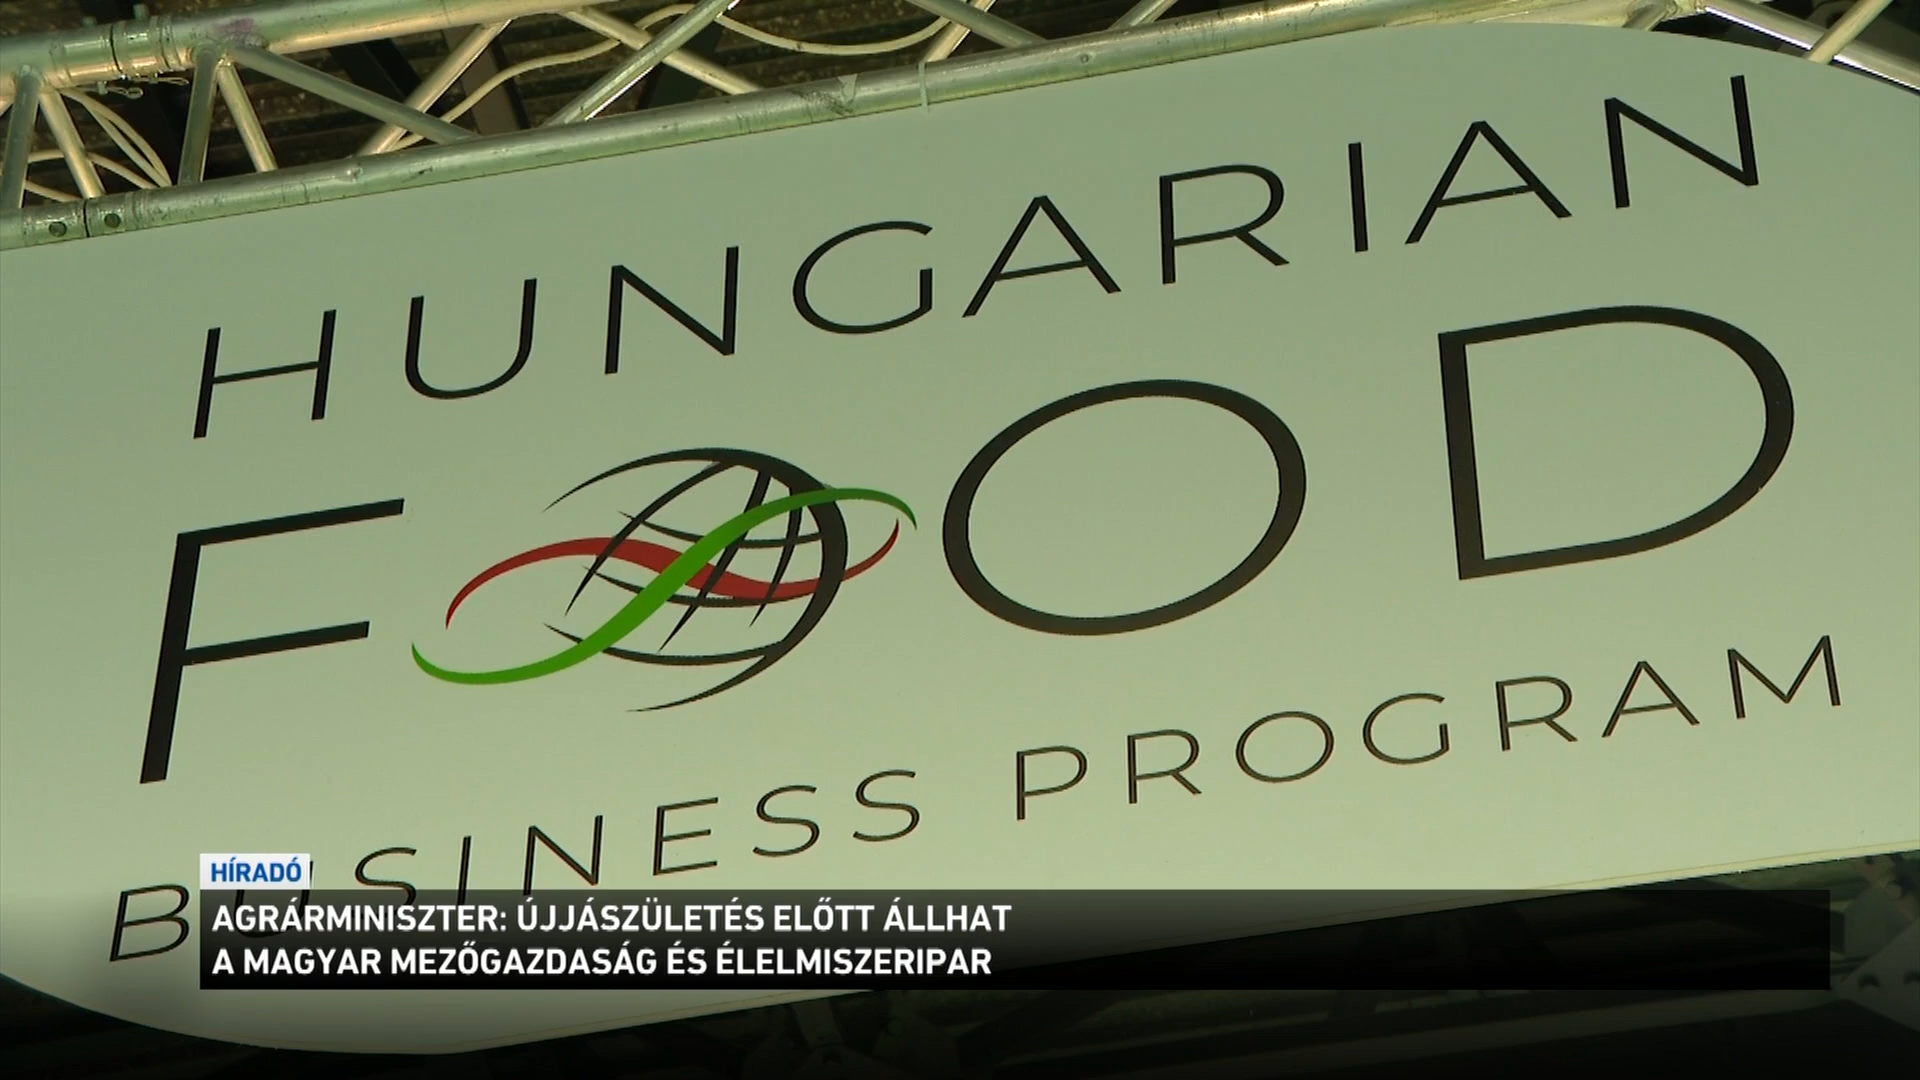 HUNGARIAN
FOOD
BUSINESS PROGRAM
HÍRADÓ
AGRÁRMINISZTER: ÚJJÁSZÜLETÉS ELŐTT ÁLLHAT
A MAGYAR MEZŐGAZDASÁG ÉS ÉLELMISZERIPAR